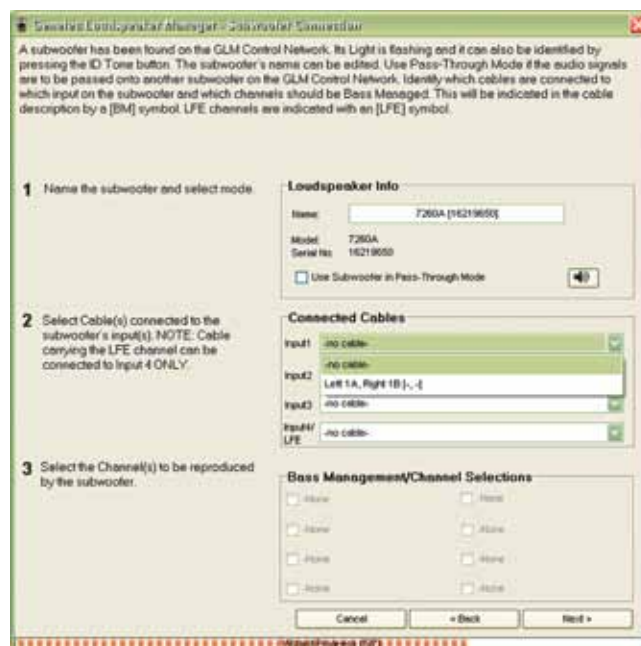 Genelec Loudspeaker Manager - Subwoofer Connection
A subwoofer has been found on the GLM Control Network. Its Light is flashing and it can also be identified by
pressing the ID Tone button. The subwoofer's name can be edited. Use Pass-Through Mode if the audio signals
are to be passed onto another subwoofer on the GLM Control Network. Identify which cables are connected to
which input on the subwoofer and which channels should be Bass Managed. This will be indicated in the cable
description by a [BM] symbol. LFE channels are indicated with an [LFE] symbol.
1 Name the subwoofer and select mode.
Loudspeaker Info
Name: 7260A [16219650]
Model: 7260A
Serial No: 16219650
Use Subwoofer in Pass-Through Mode
2 Select Cable(s) connected to the
subwoofer's input(s). NOTE: Cable
carrying the LFE channel can be
connected to Input 4 ONLY.
Connected Cables
Input1 -no cable-
-no cable-
Input2
Left 1A, Right 1B [-, -]
Input3 -no cable-
Input4/
LFE -no cable-
3 Select the Channel(s) to be reproduced
by the subwoofer.
Bass Management/Channel Selections
-None -None
-None -None
-None -None
-None -None
Cancel < Back Next >